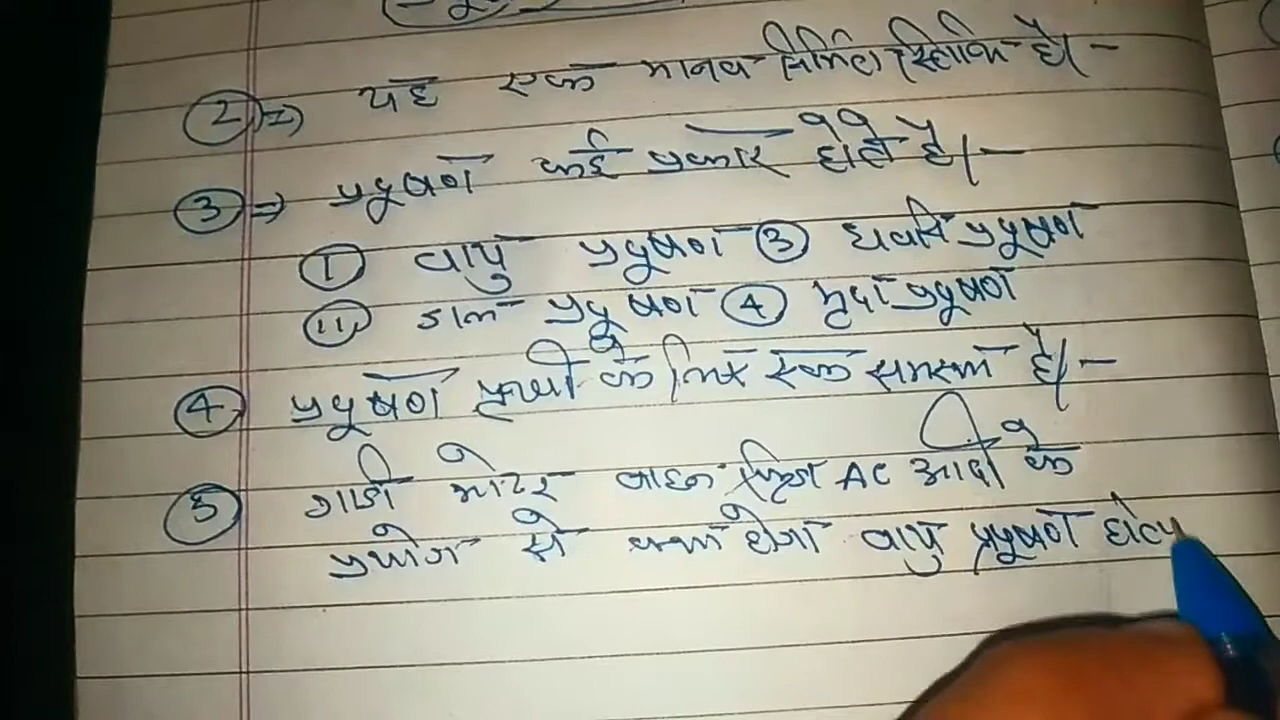 ② ⇒ यह एक मानव निर्मित स्थिति है।-
③ ⇒ प्रदूषण कई प्रकार होते है।-
① वायु प्रदूषण ③ ध्वनि प्रदूषण
(11) जल प्रदूषण ④ मृदा प्रदूषण
④ प्रदूषण पृथ्वी के लिए एक समस्या है।-
⑤ गाडी मोटर वाहन फ्रिज AC आदी के
प्रयोग से वायु प्रदूषण होता